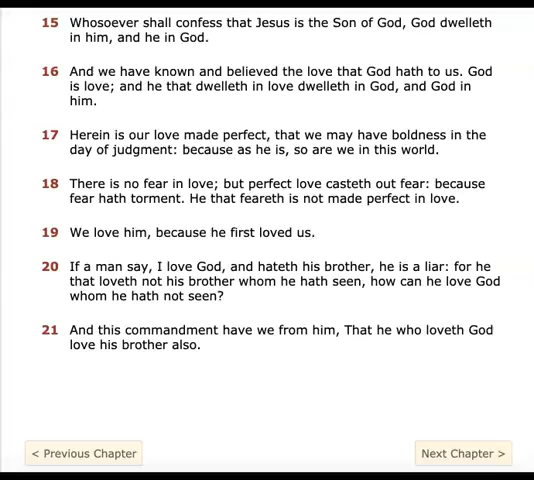 15 Whosoever shall confess that Jesus is the Son of God, God dwelleth
in him, and he in God.
16 And we have known and believed the love that God hath to us. God
is love; and he that dwelleth in love dwelleth in God, and God in
him.
17 Herein is our love made perfect, that we may have boldness in the
day of judgment: because as he is, so are we in this world.
18 There is no fear in love; but perfect love casteth out fear: because
fear hath torment. He that feareth is not made perfect in love.
19 We love him, because he first loved us.
20 If a man say, I love God, and hateth his brother, he is a liar: for he
that loveth not his brother whom he hath seen, how can he love God
whom he hath not seen?
21 And this commandment have we from him, That he who loveth God
love his brother also.
< Previous Chapter
Next Chapter >